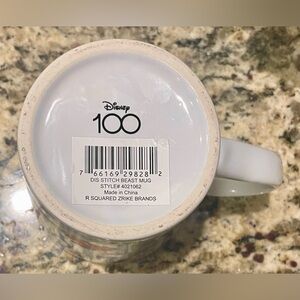 Disney
100
7 66169 29828 2
DIS STITCH BEAST MUG
STYLE# 4021062
Made in China
R SQUARED ZRIKE BRANDS